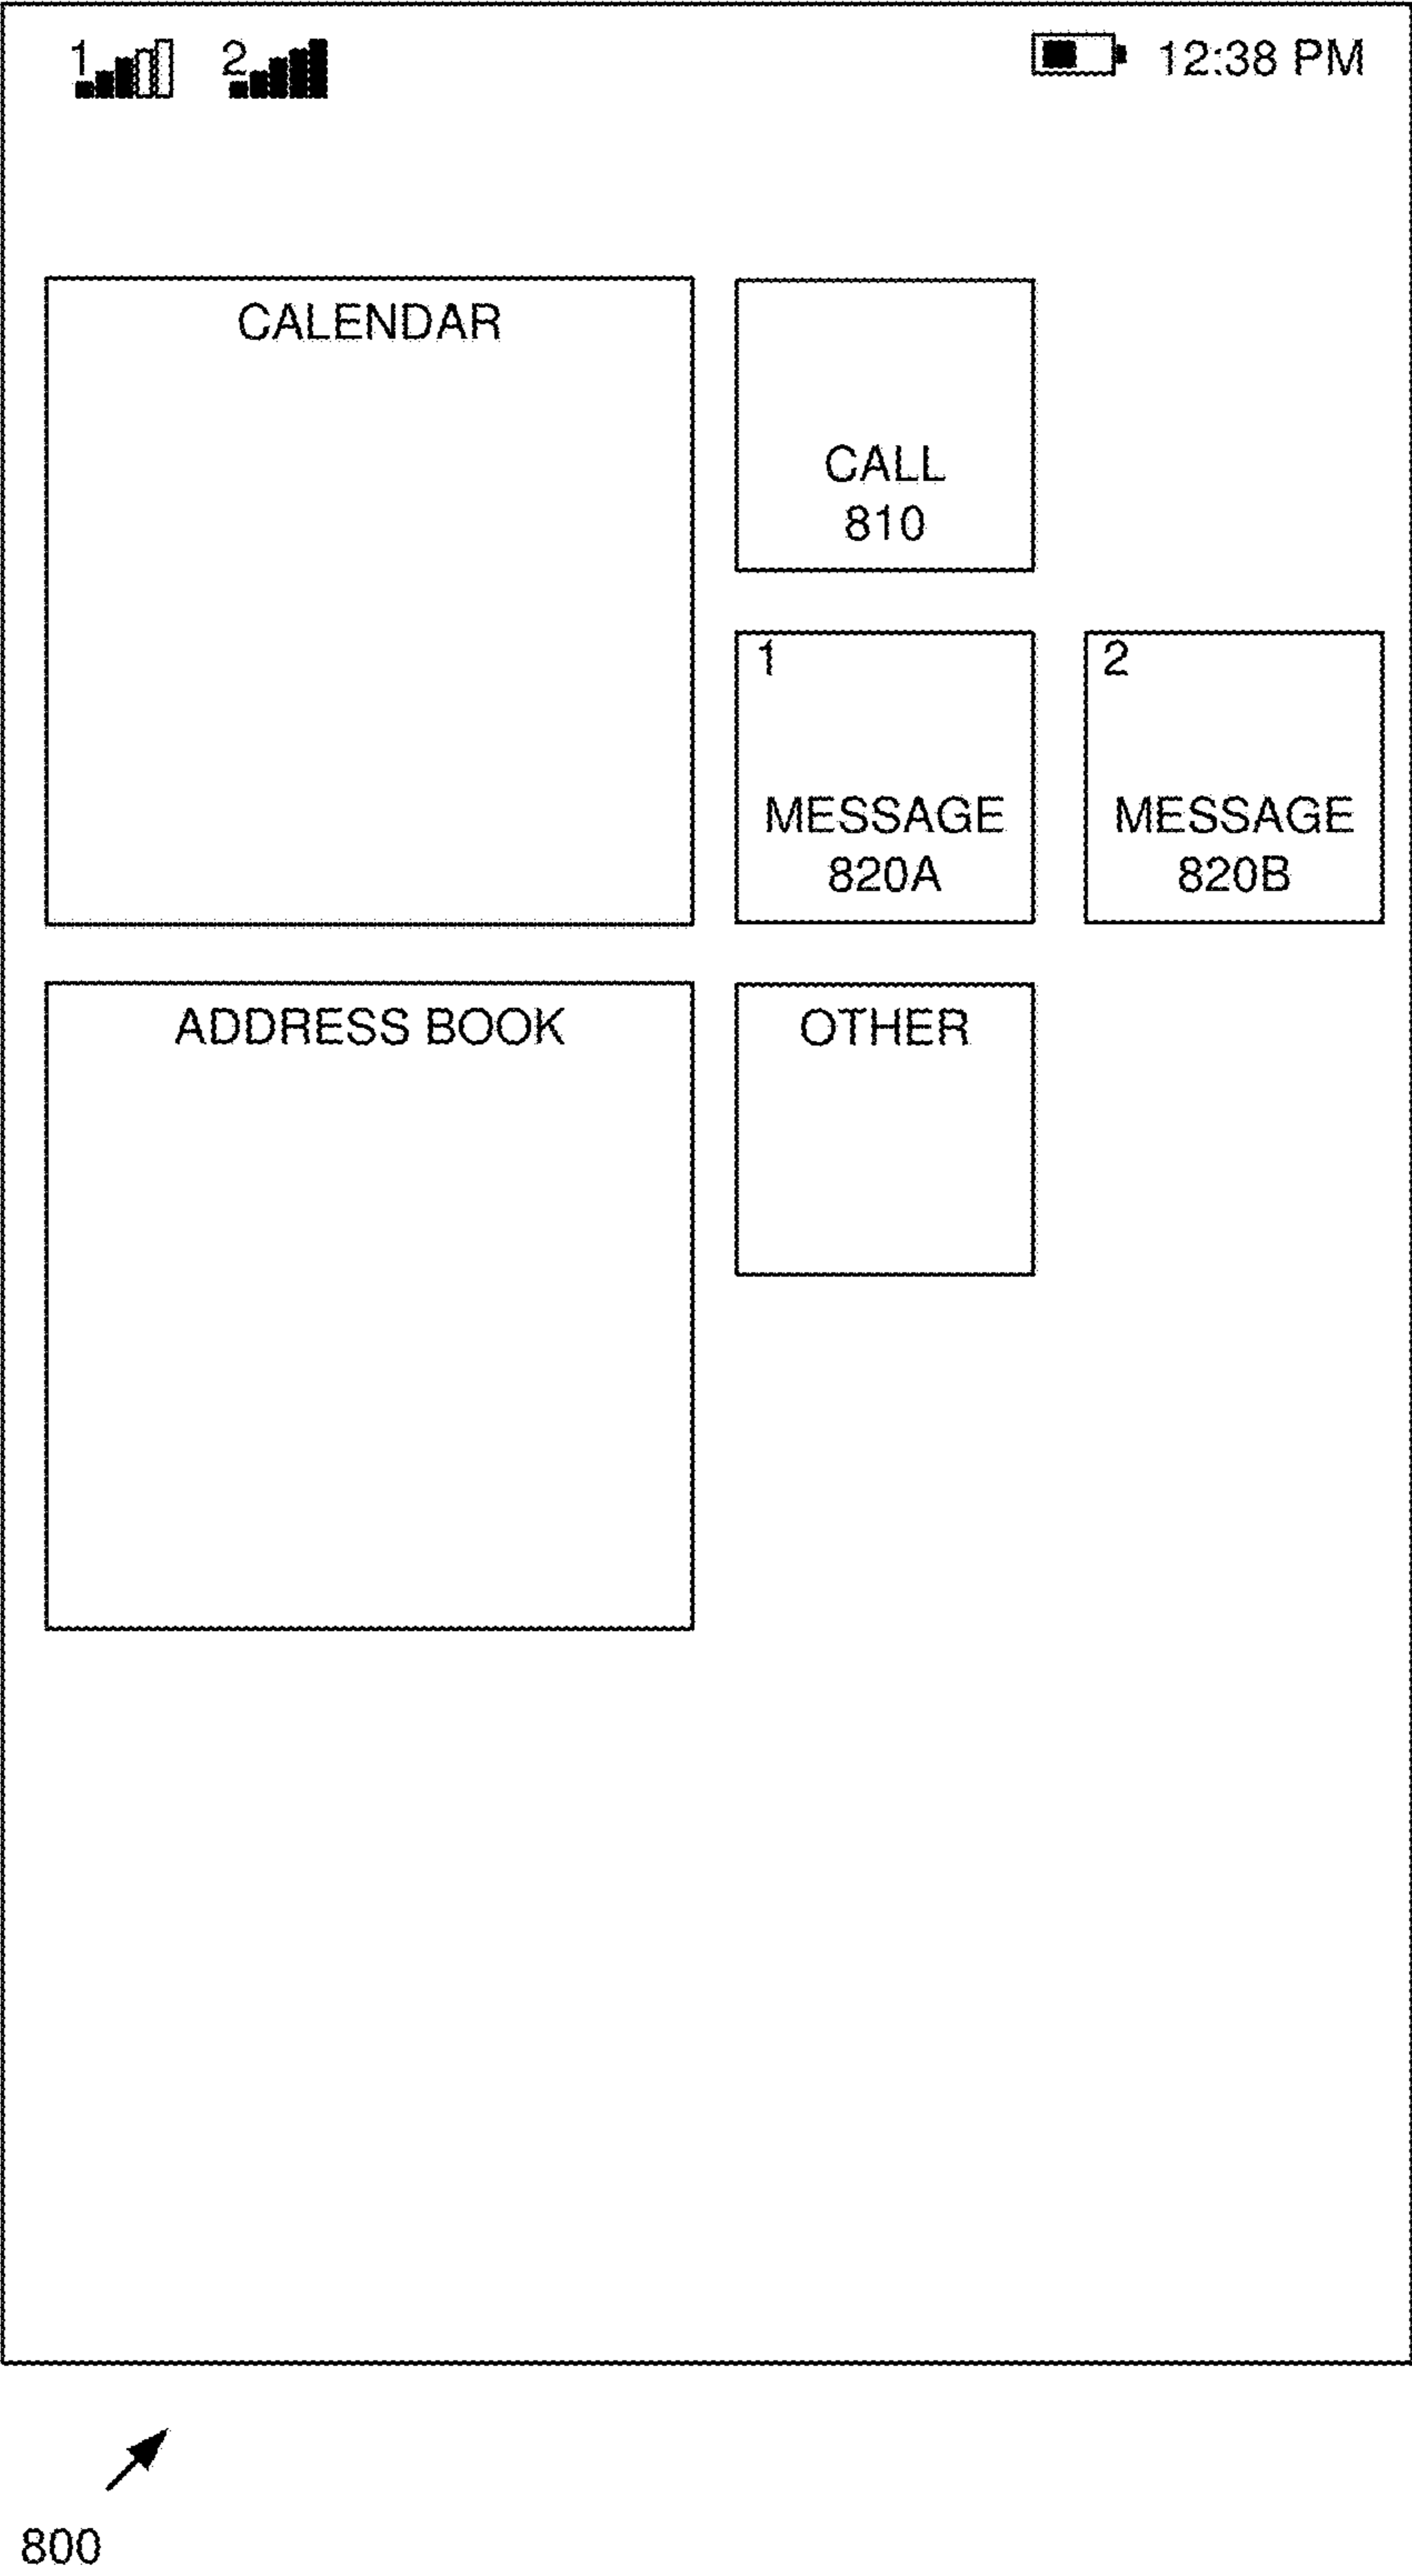 1 2 12:38 PM
CALENDAR
CALL
810
1
MESSAGE
820A
2
MESSAGE
820B
ADDRESS BOOK
OTHER
800